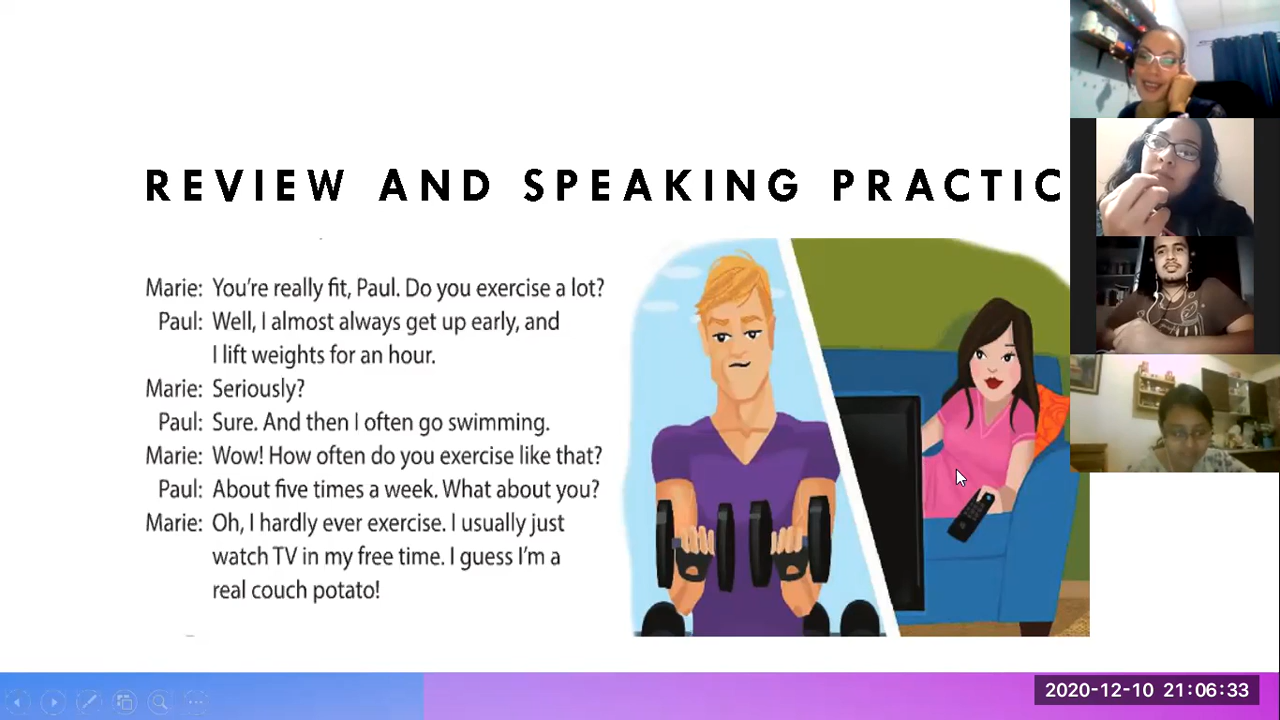 REVIEW AND SPEAKING PRACTIC
Marie: You're really fit, Paul. Do you exercise a lot?
Paul: Well, I almost always get up early, and
I lift weights for an hour.
Marie: Seriously?
Paul: Sure. And then I often go swimming.
Marie: Wow! How often do you exercise like that?
Paul: About five times a week. What about you?
Marie: Oh, I hardly ever exercise. I usually just
watch TV in my free time. I guess I'm a
real couch potato!
2020-12-10 21:06:33